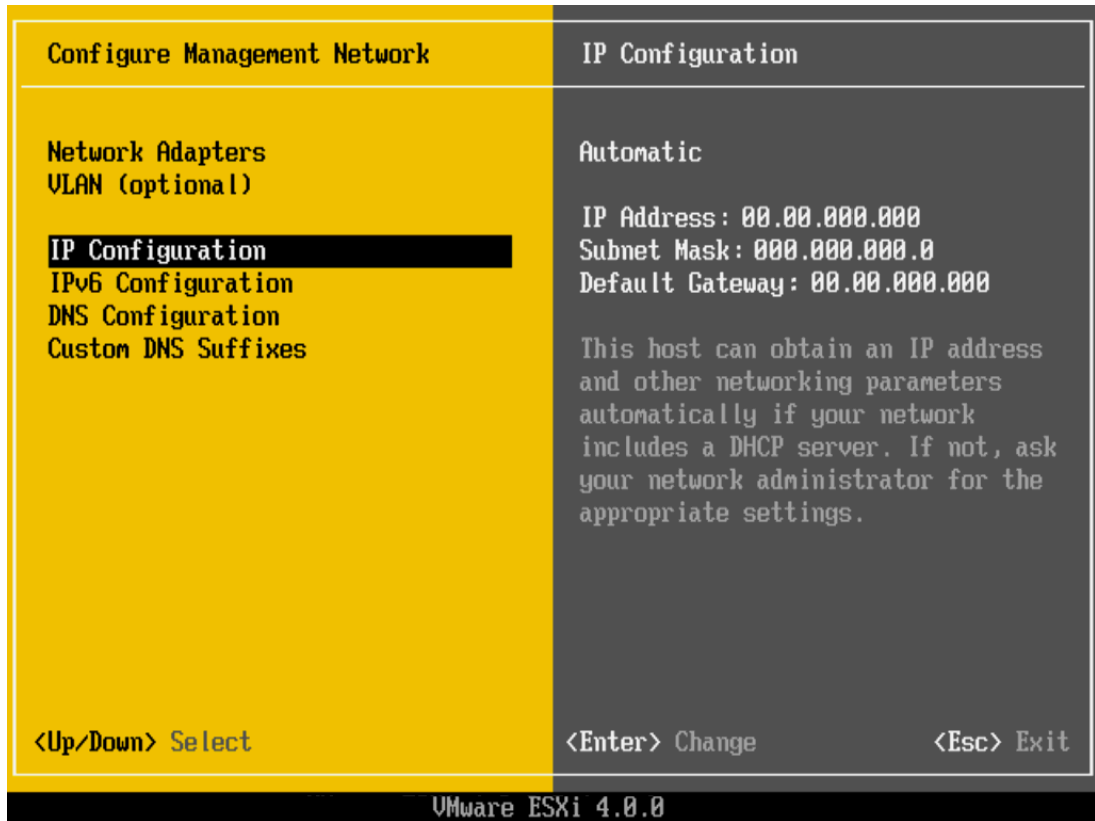 Configure Management Network
Network Adapters
VLAN (optional)
IP Configuration
IPv6 Configuration
DNS Configuration
Custom DNS Suffixes
<Up/Down> Select
IP Configuration
Automatic
IP Address: 00.00.000.000
Subnet Mask: 000.000.000.0
Default Gateway: 00.00.000.000
This host can obtain an IP address
and other networking parameters
automatically if your network
includes a DHCP server. If not, ask
your network administrator for the
appropriate settings.
<Enter> Change
<Esc> Exit
VMware ESXi 4.0.0